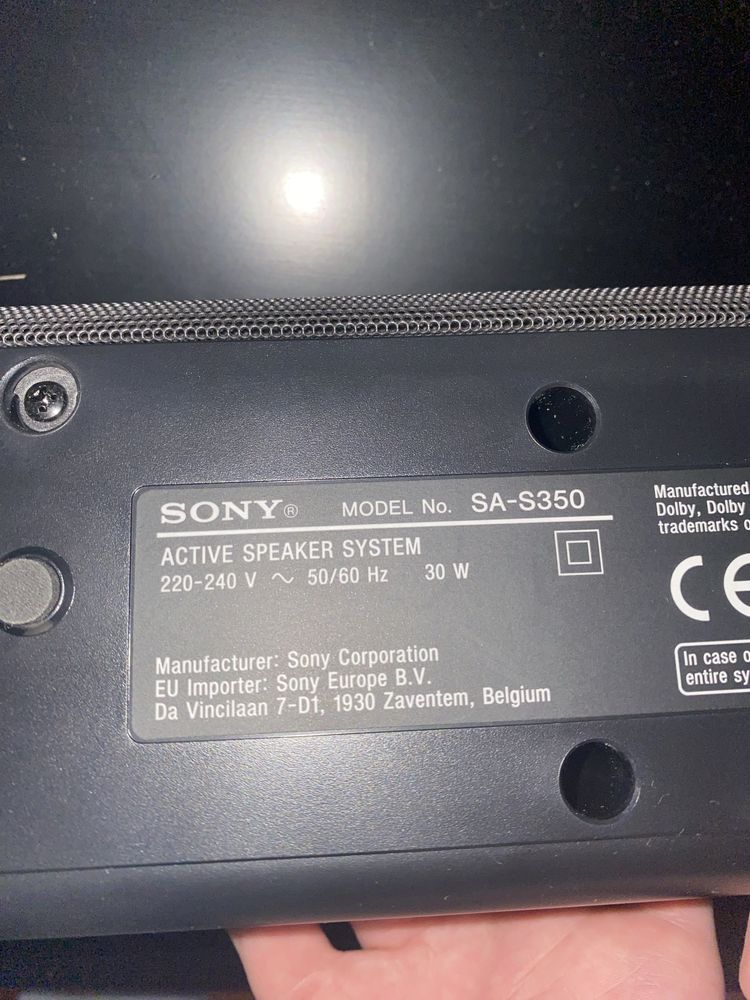 SONY® MODEL No. SA-S350
ACTIVE SPEAKER SYSTEM
220-240 V ~ 50/60 Hz 30 W
Manufacturer: Sony Corporation
EU Importer: Sony Europe B.V.
Da Vincilaan 7-D1, 1930 Zaventem, Belgium
Manufactured
Dolby, Dolby
trademarks o
CE
In case o
entire sy